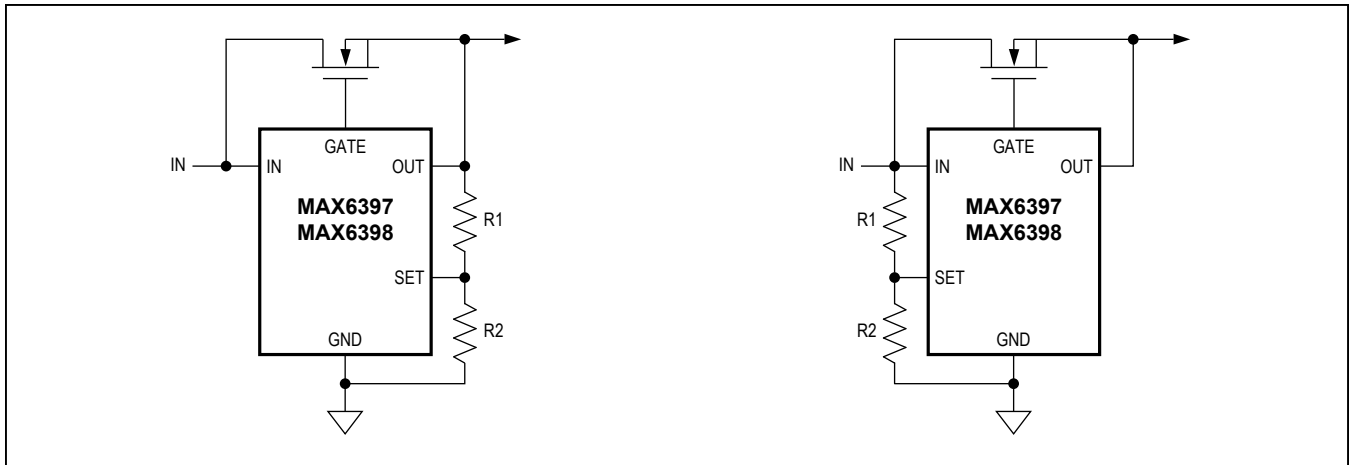 GATE
IN
IN
OUT
MAX6397
MAX6398
R1
SET
R2
GND
GATE
IN
IN
OUT
R1
MAX6397
MAX6398
SET
R2
GND